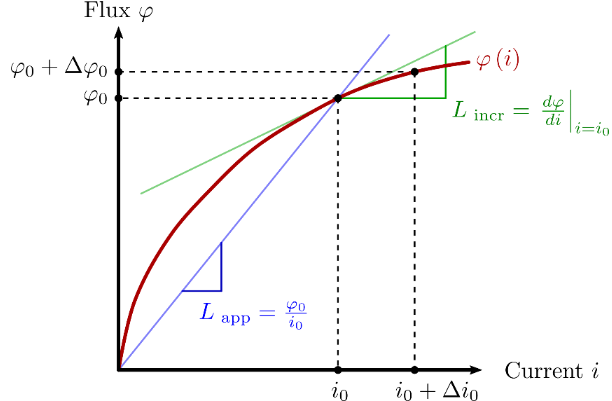 Flux φ
φ₀ + Δφ₀
φ (i)
φ₀
L incr = dφ/di|i=i₀
L app = φ₀/i₀
Current i
i₀
i₀ + Δi₀